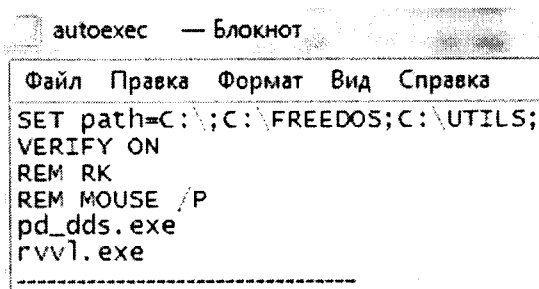 autoexec — Блокнот
Файл Правка Формат Вид Справка
SET path=C:\;C:\FREEDOS;C:\UTILS;
VERIFY ON
REM RK
REM MOUSE /P
pd_dds.exe
rvvl.exe
--------------------------------